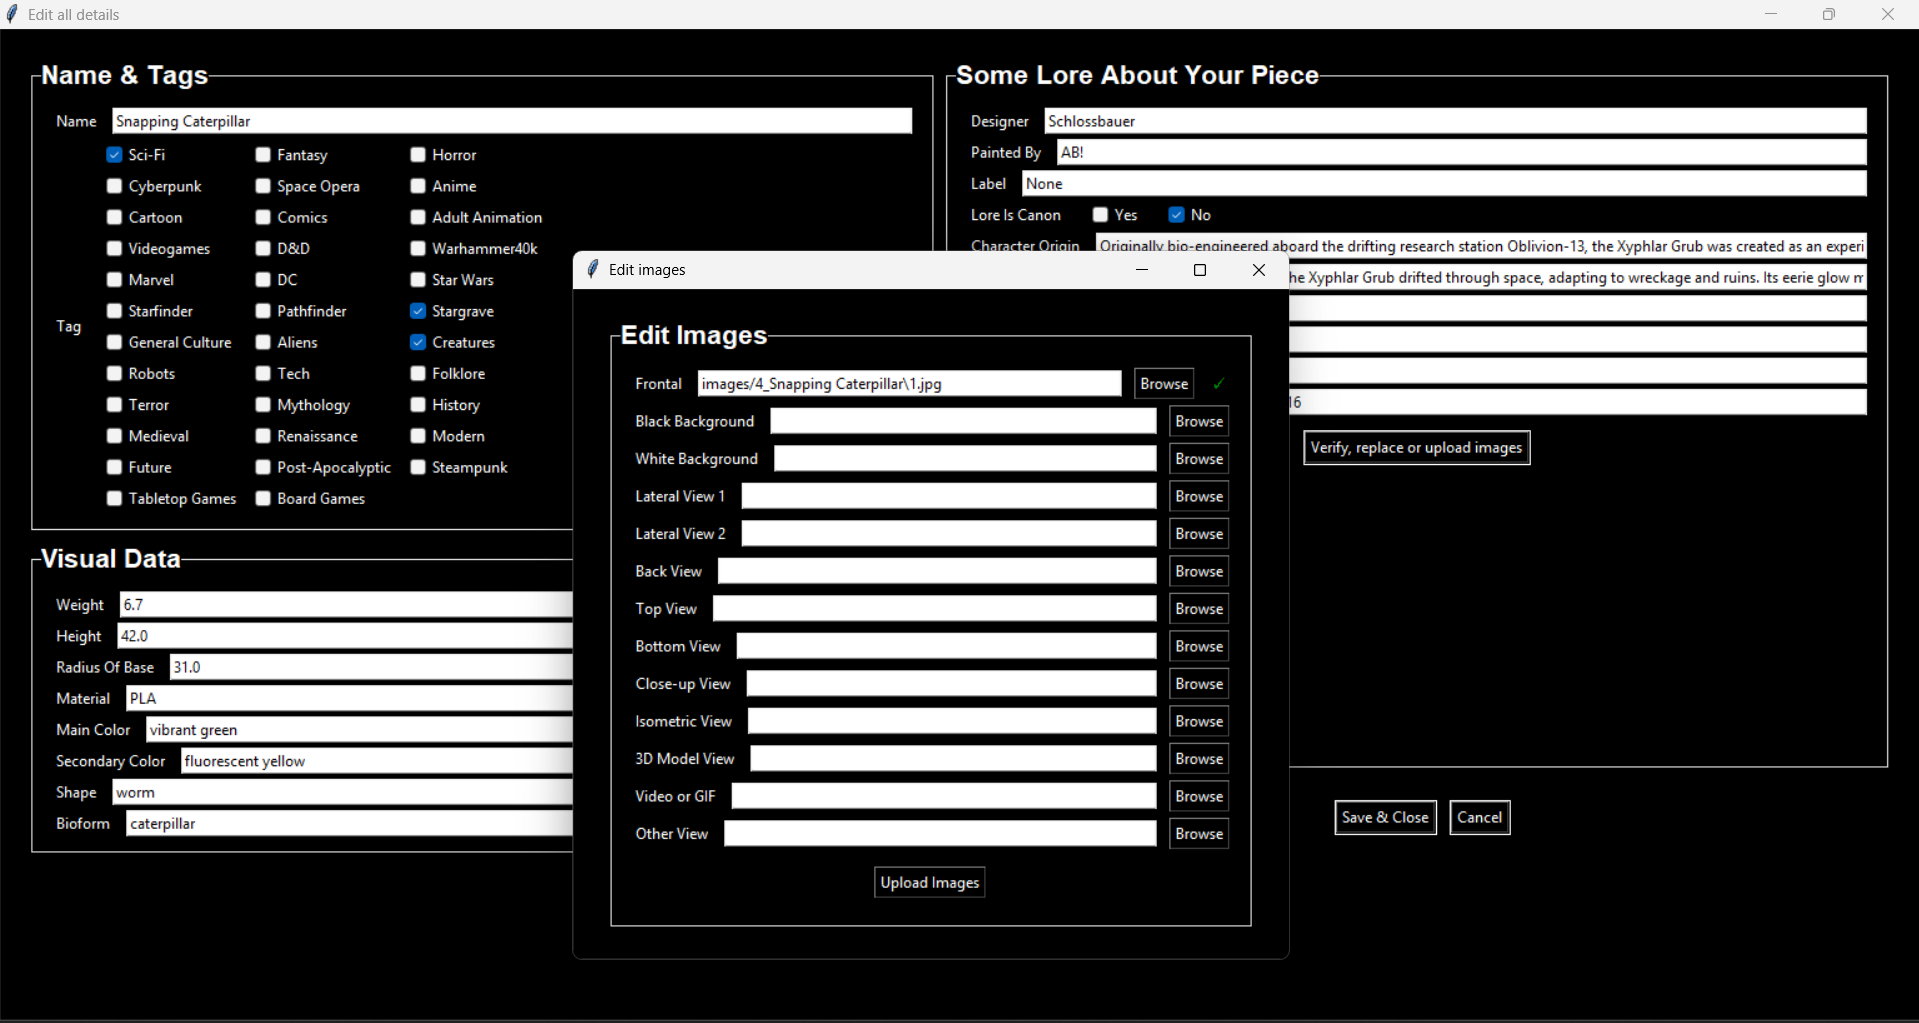 Edit all details
Name & Tags
Name Snapping Caterpillar
Sci-Fi Fantasy Horror
Cyberpunk Space Opera Anime
Cartoon Comics Adult Animation
Videogames D&D Warhammer40k
Marvel DC Star Wars
Starfinder Pathfinder Stargrave
Tag
General Culture Aliens Creatures
Robots Tech Folklore
Terror Mythology History
Medieval Renaissance Modern
Future Post-Apocalyptic Steampunk
Tabletop Games Board Games
Visual Data
Weight 6.7
Height 42.0
Radius Of Base 31.0
Material PLA
Main Color vibrant green
Secondary Color fluorescent yellow
Shape worm
Bioform caterpillar
Some Lore About Your Piece
Designer Schlossbauer
Painted By AB!
Label None
Lore Is Canon Yes No
Character Origin Originally bio-engineered aboard the drifting research station Oblivion-13, the Xyphlar Grub was created as an experi
he Xyphlar Grub drifted through space, adapting to wreckage and ruins. Its eerie glow m
16
Verify, replace or upload images
Save & Close Cancel
Edit images
Edit Images
Frontal images/4_Snapping Caterpillar\1.jpg Browse ✓
Black Background Browse
White Background Browse
Lateral View 1 Browse
Lateral View 2 Browse
Back View Browse
Top View Browse
Bottom View Browse
Close-up View Browse
Isometric View Browse
3D Model View Browse
Video or GIF Browse
Other View Browse
Upload Images